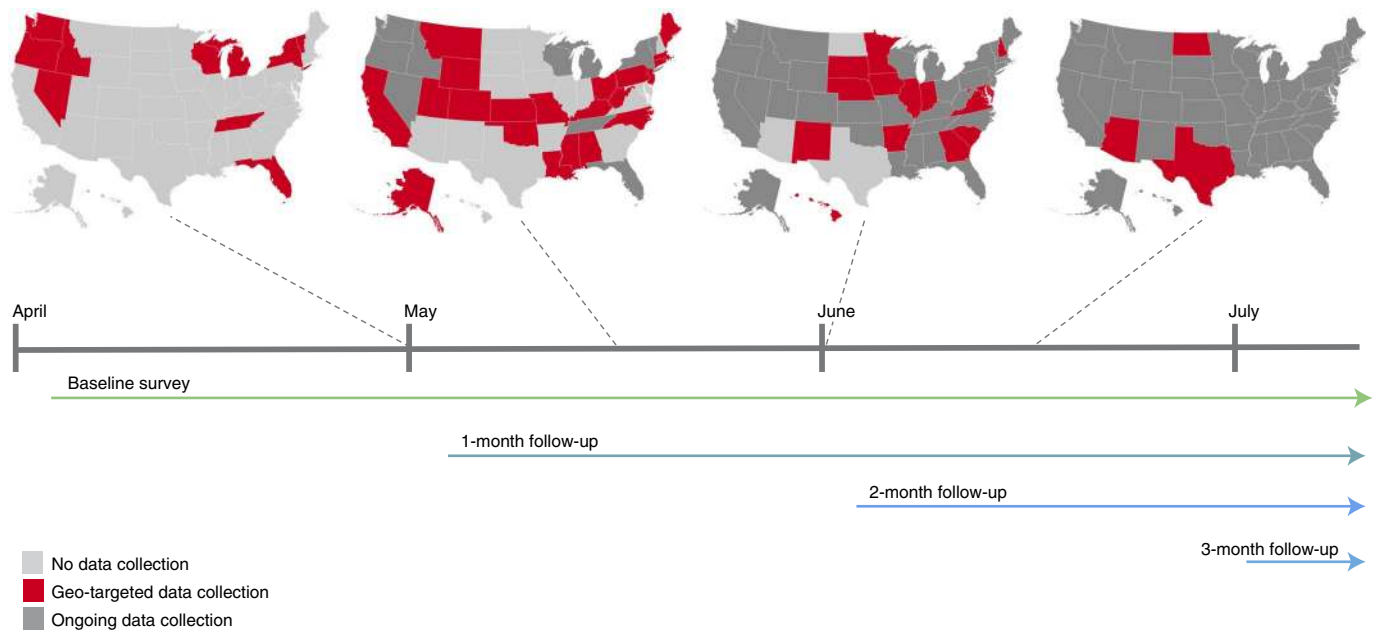 April
May
June
July
Baseline survey
1-month follow-up
2-month follow-up
3-month follow-up
No data collection
Geo-targeted data collection
Ongoing data collection